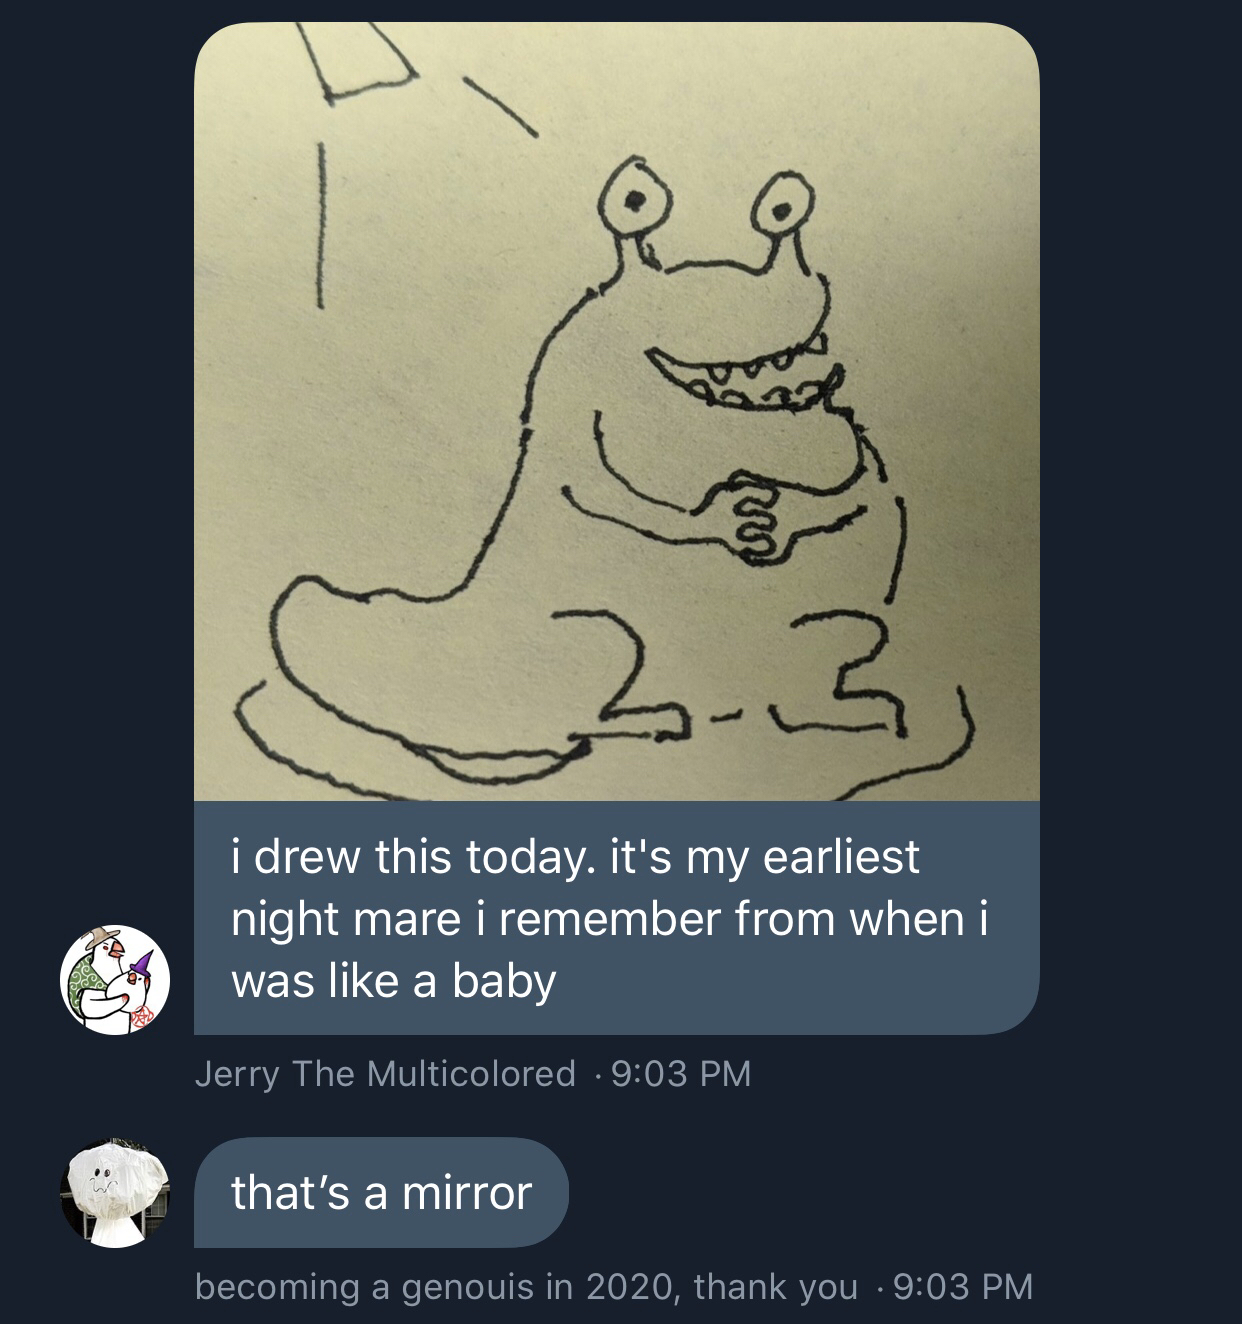 i drew this today. it's my earliest
night mare i remember from when i
was like a baby
Jerry The Multicolored · 9:03 PM
that’s a mirror
becoming a genouis in 2020, thank you · 9:03 PM